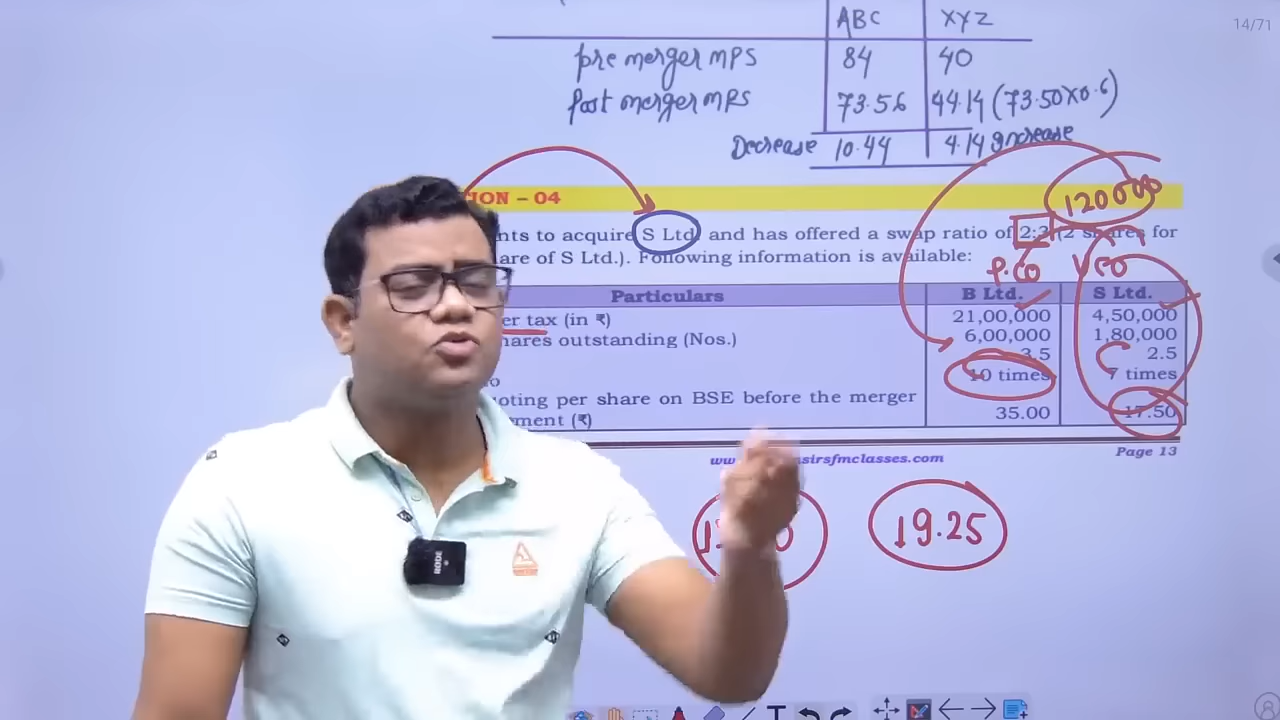 14/71
ABC XYZ
pre merger MPS 84 40
Post merger MPS 73.56 44.14 (73.50x0.6)
Decrease 10.44 4.14 increase
ION – 04
120000
nts to acquire S Ltd. and has offered a swap ratio of 2:3 (2 shares for
are of S Ltd.). Following information is available:
P.CO
Particulars B Ltd. S Ltd.
er tax (in ₹) 21,00,000 4,50,000
hares outstanding (Nos.) 6,00,000 1,80,000
3.5 2.5
io 10 times 7 times
oting per share on BSE before the merger
ment (₹) 35.00 17.50
sirsfmclasses.com Page 13
19.25
RODE
T